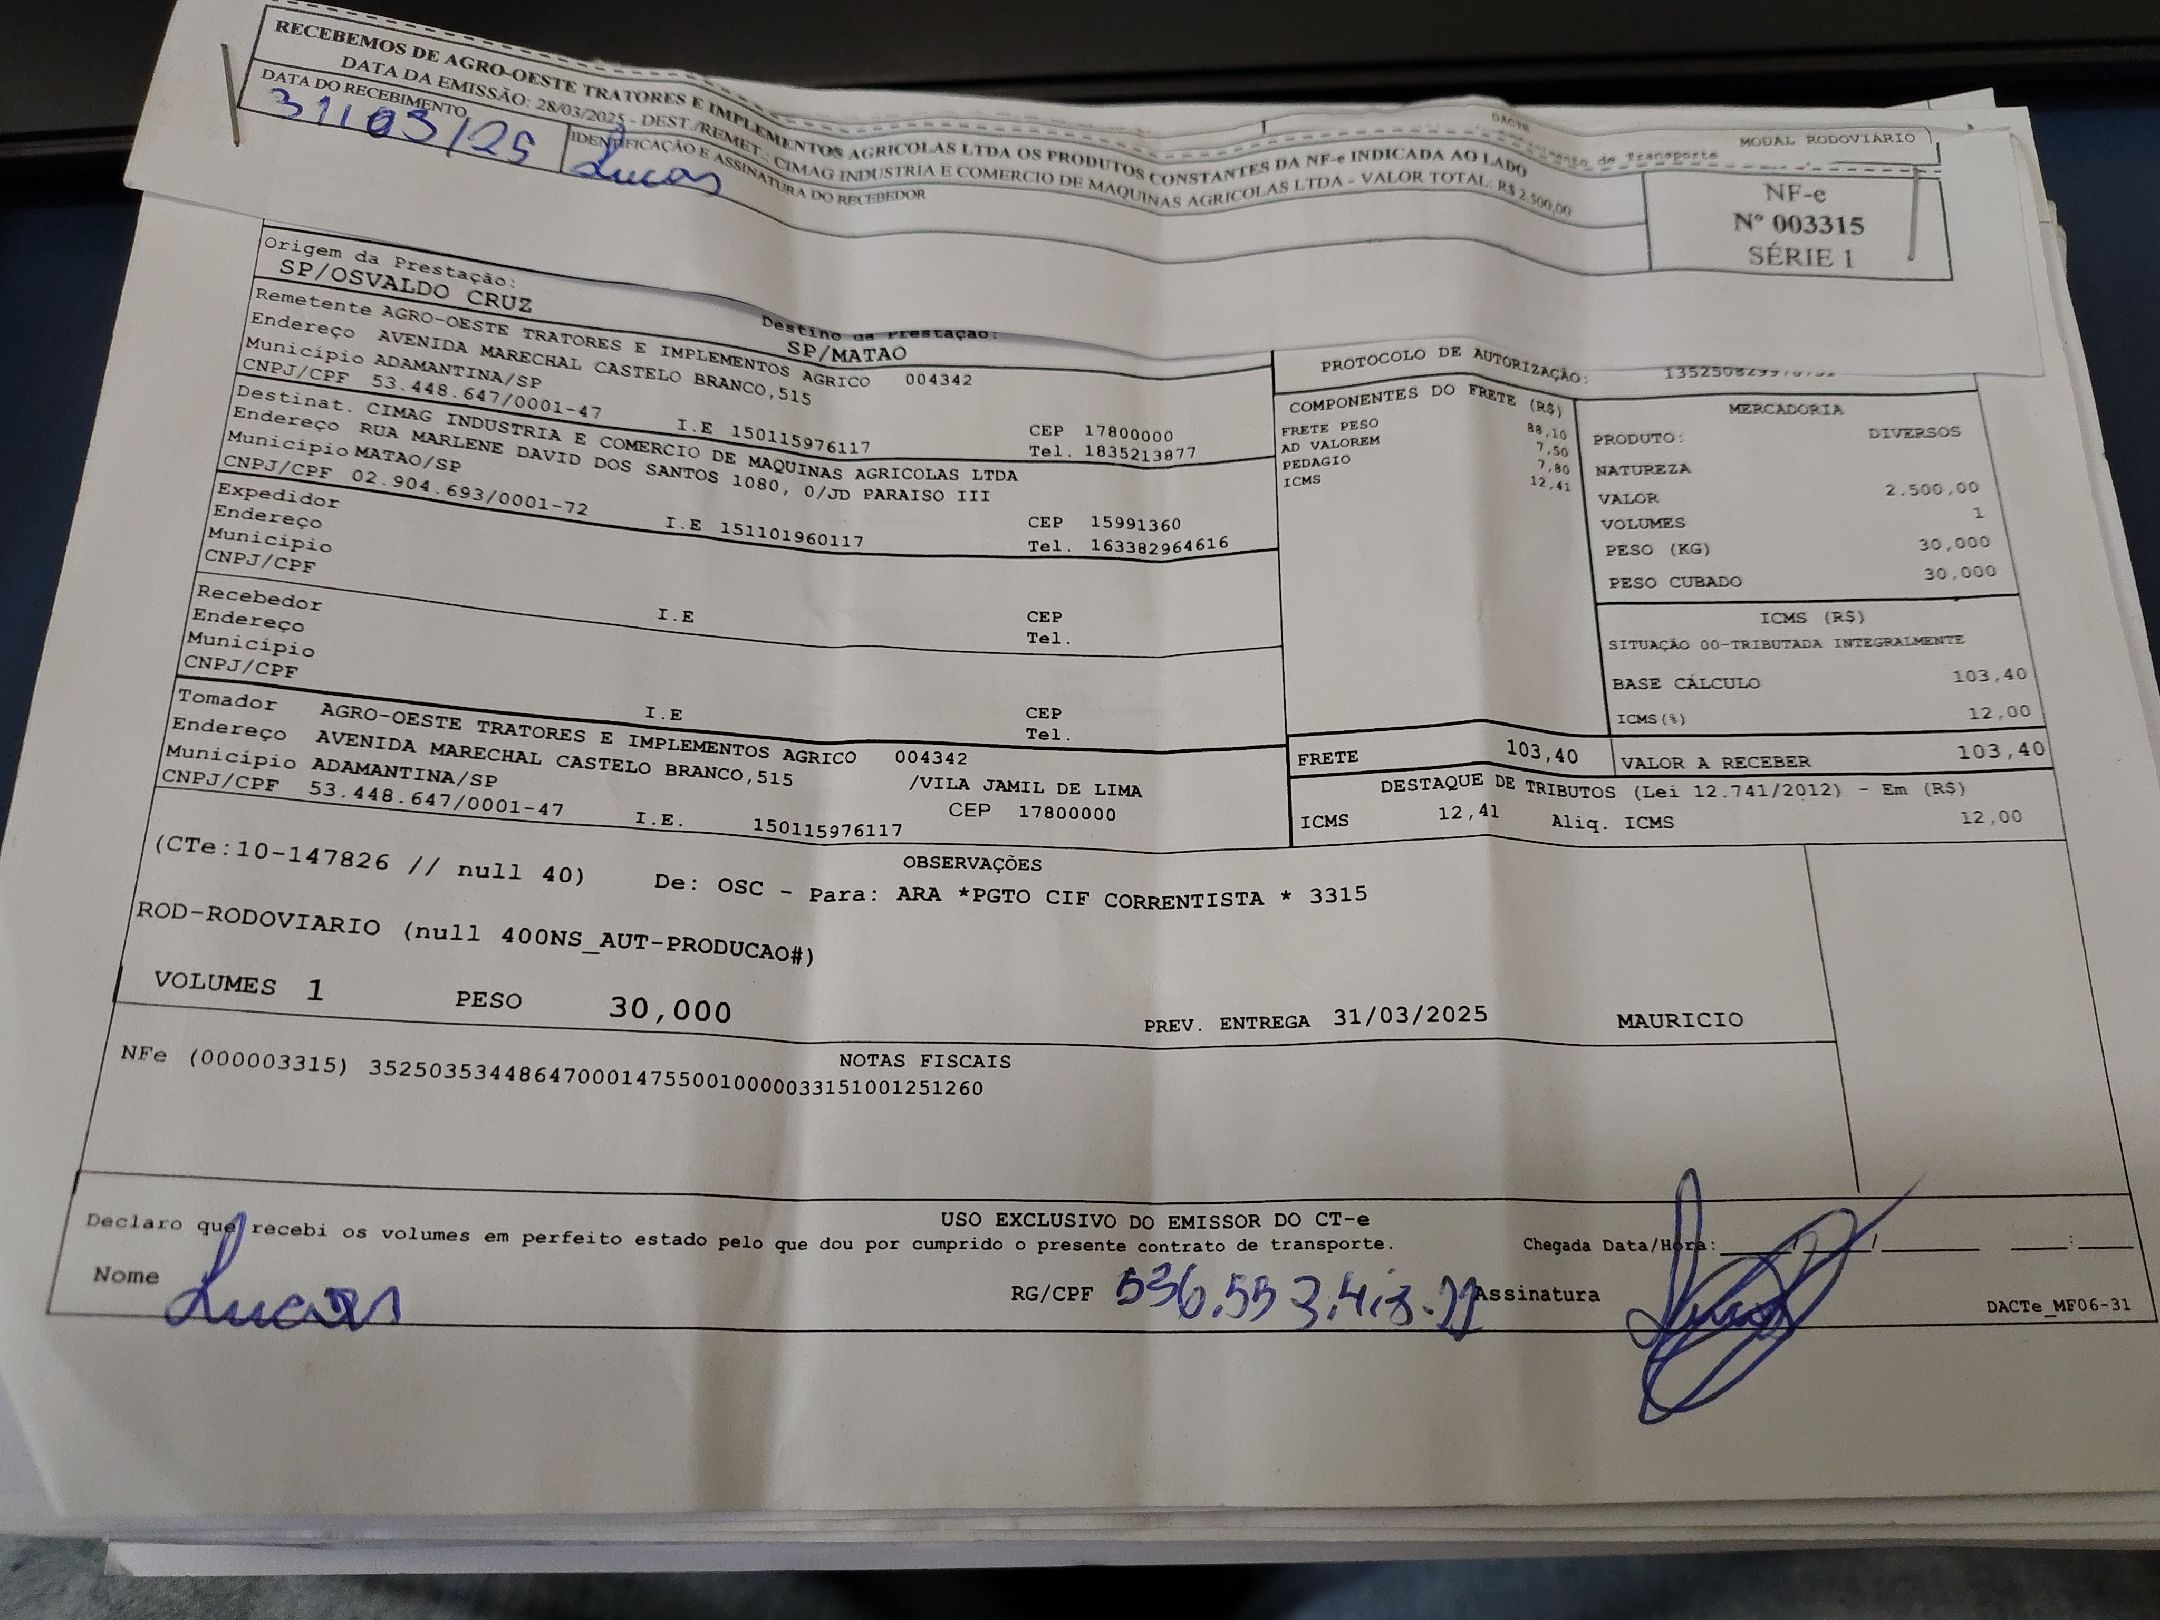 RECEBEMOS DE AGRO-OESTE TRATORES E IMPLEMENTOS AGRICOLAS LTDA OS PRODUTOS CONSTANTES DA NF-e INDICADA AO LADO
DATA DA EMISSÃO: 28/03/2025 - DEST./REMET.: CIMAG INDUSTRIA E COMERCIO DE MAQUINAS AGRICOLAS LTDA - VALOR TOTAL: R$ 2.500,00
DATA DO RECEBIMENTO
31/03/25
IDENTIFICAÇÃO E ASSINATURA DO RECEBEDOR
Lucas
NF-e
Nº 003315
SÉRIE 1
DACTE
MODAL RODOVIÁRIO
de Transporte
Origem da Prestação:
SP/OSVALDO CRUZ
Destino da Prestação:
SP/MATAO
PROTOCOLO DE AUTORIZAÇÃO:
Remetente AGRO-OESTE TRATORES E IMPLEMENTOS AGRICO 004342
Endereço AVENIDA MARECHAL CASTELO BRANCO,515
Município ADAMANTINA/SP CEP 17800000
CNPJ/CPF 53.448.647/0001-47 I.E 150115976117 Tel. 1835213877
Destinat. CIMAG INDUSTRIA E COMERCIO DE MAQUINAS AGRICOLAS LTDA
Endereço RUA MARLENE DAVID DOS SANTOS 1080, 0/JD PARAISO III
Município MATAO/SP CEP 15991360
CNPJ/CPF 02.904.693/0001-72 I.E 151101960117 Tel. 163382964616
Expedidor
Endereço
Município CEP
CNPJ/CPF I.E Tel.
Recebedor
Endereço
Município CEP
CNPJ/CPF I.E Tel.
Tomador AGRO-OESTE TRATORES E IMPLEMENTOS AGRICO 004342
Endereço AVENIDA MARECHAL CASTELO BRANCO,515 /VILA JAMIL DE LIMA
Município ADAMANTINA/SP CEP 17800000
CNPJ/CPF 53.448.647/0001-47 I.E. 150115976117
COMPONENTES DO FRETE (R$)
FRETE PESO 88,10
AD VALOREM 7,50
PEDAGIO 7,80
ICMS 12,41
MERCADORIA
PRODUTO: DIVERSOS
NATUREZA
VALOR 2.500,00
VOLUMES 1
PESO (KG) 30,000
PESO CUBADO 30,000
ICMS (R$)
SITUAÇÃO 00-TRIBUTADA INTEGRALMENTE
BASE CÁLCULO 103,40
ICMS(%) 12,00
FRETE 103,40 VALOR A RECEBER 103,40
DESTAQUE DE TRIBUTOS (Lei 12.741/2012) - Em (R$)
ICMS 12,41 Aliq. ICMS 12,00
OBSERVAÇÕES
(CTe:10-147826 // null 40) De: OSC - Para: ARA *PGTO CIF CORRENTISTA * 3315
ROD-RODOVIARIO (null 400NS_AUT-PRODUCAO#)
VOLUMES 1 PESO 30,000 PREV. ENTREGA 31/03/2025 MAURICIO
NOTAS FISCAIS
NFe (000003315) 35250353448647000147550010000033151001251260
USO EXCLUSIVO DO EMISSOR DO CT-e
Declaro que recebi os volumes em perfeito estado pelo que dou por cumprido o presente contrato de transporte. Chegada Data/Hora: / / :
Nome Lucas RG/CPF Assinatura
DACTe_MF06-31